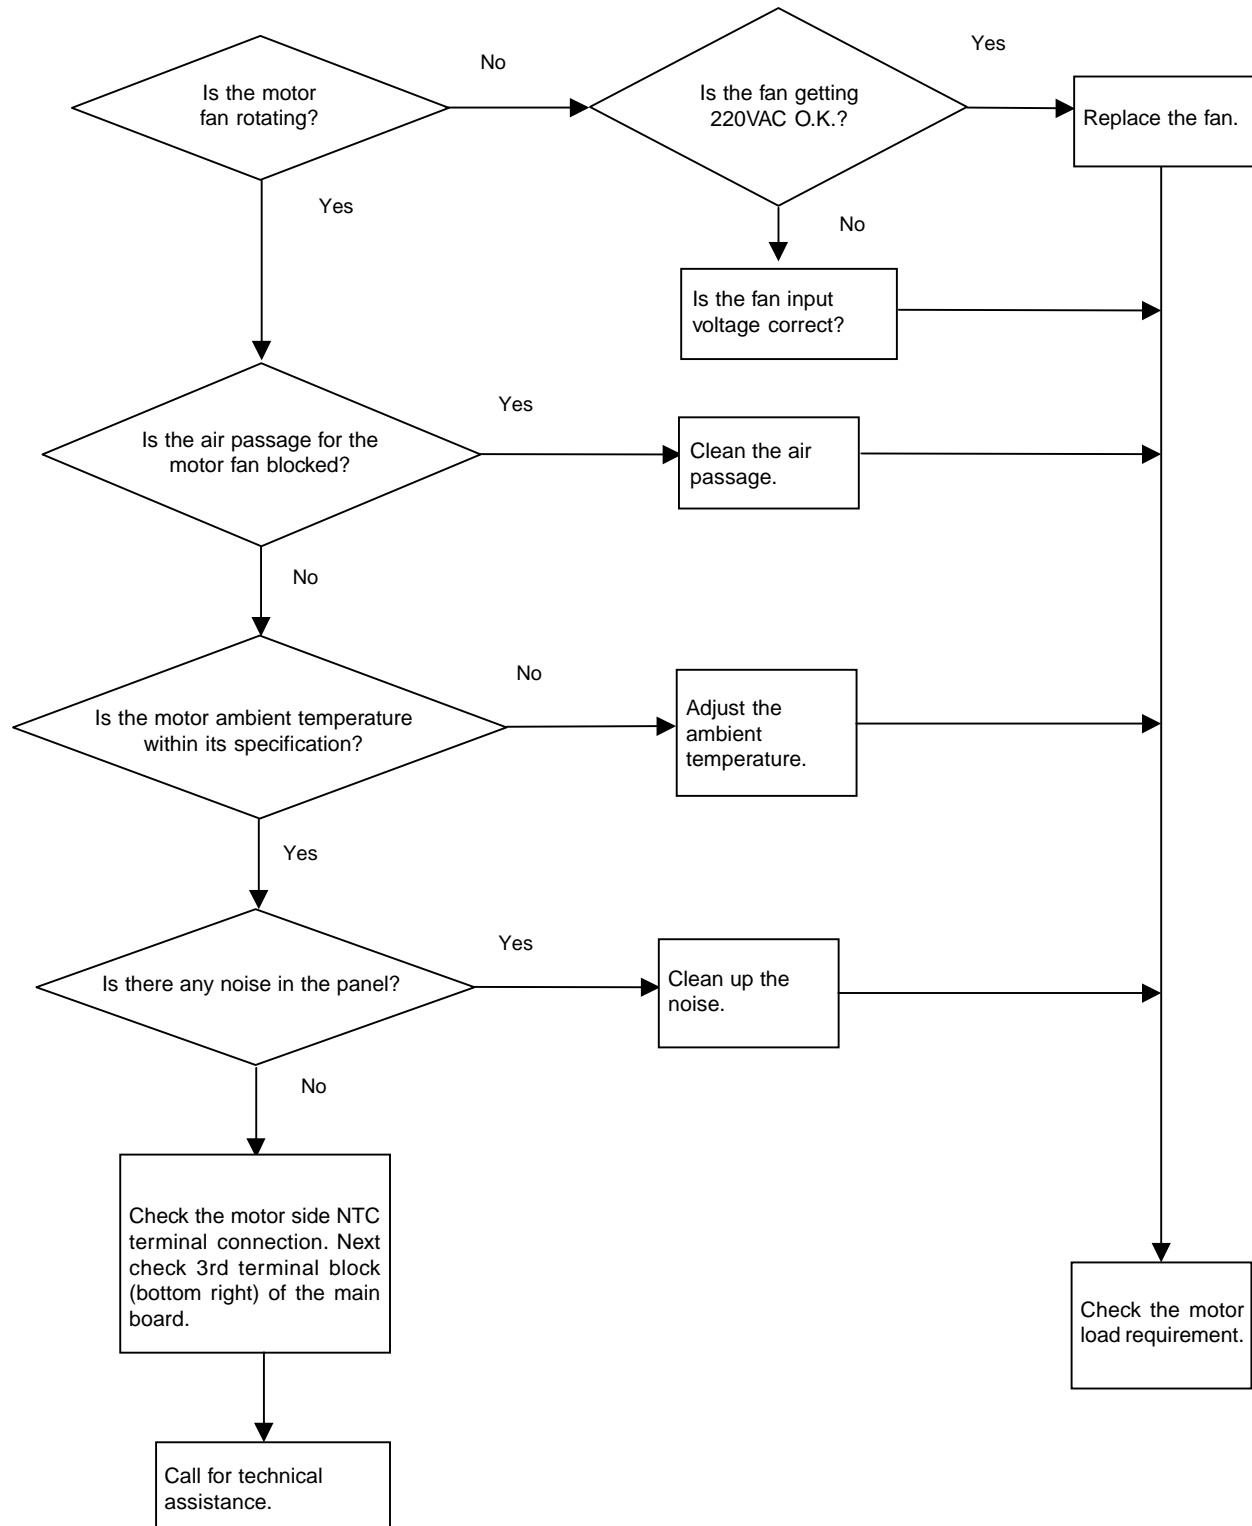 Is the motor
fan rotating?
No
Is the fan getting
220VAC O.K.?
Yes
Replace the fan.
Yes
No
Is the fan input
voltage correct?
Is the air passage for the
motor fan blocked?
Yes
Clean the air
passage.
No
Is the motor ambient temperature
within its specification?
No
Adjust the
ambient
temperature.
Yes
Is there any noise in the panel?
Yes
Clean up the
noise.
No
Check the motor side NTC
terminal connection. Next
check 3rd terminal block
(bottom right) of the main
board.
Check the motor
load requirement.
Call for technical
assistance.